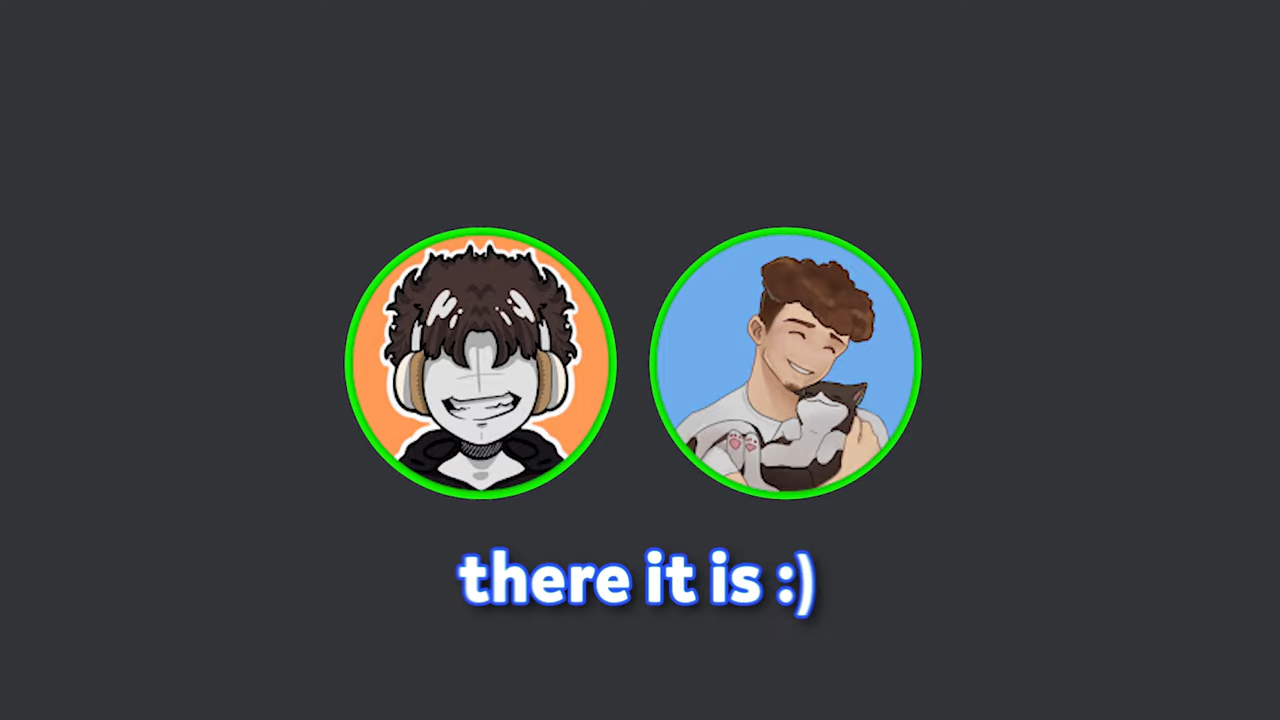 there it is :)